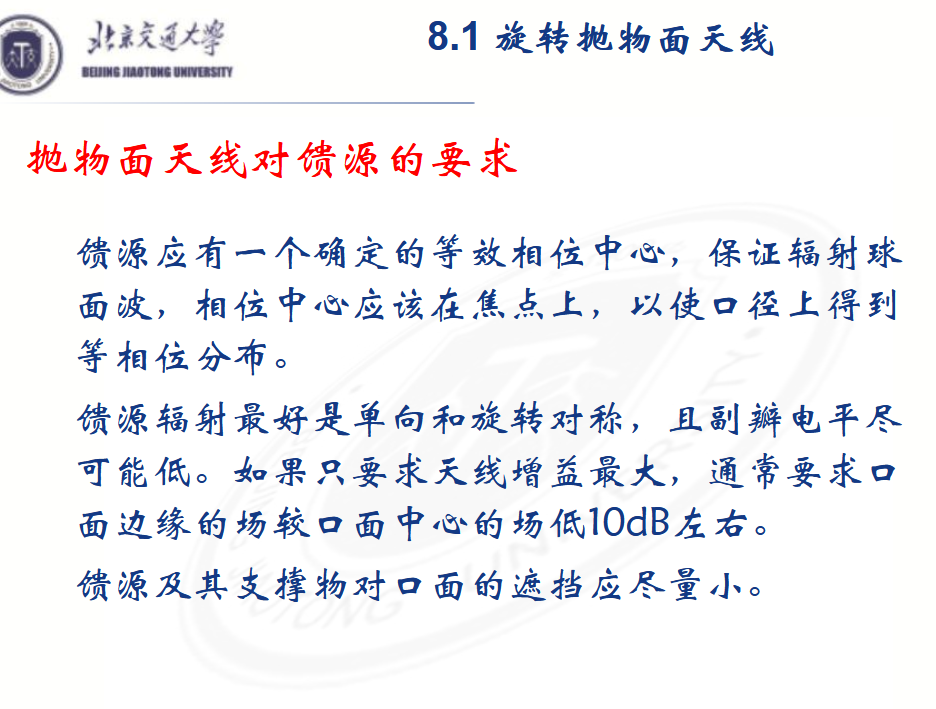 北京交通大学
BEIJING JIAOTONG UNIVERSITY
8.1 旋转抛物面天线
抛物面天线对馈源的要求
馈源应有一个确定的等效相位中心，保证辐射球
面波，相位中心应该在焦点上，以使口径上得到
等相位分布。
馈源辐射最好是单向和旋转对称，且副瓣电平尽
可能低。如果只要求天线增益最大，通常要求口
面边缘的场较口面中心的场低10dB左右。
馈源及其支撑物对口面的遮挡应尽量小。